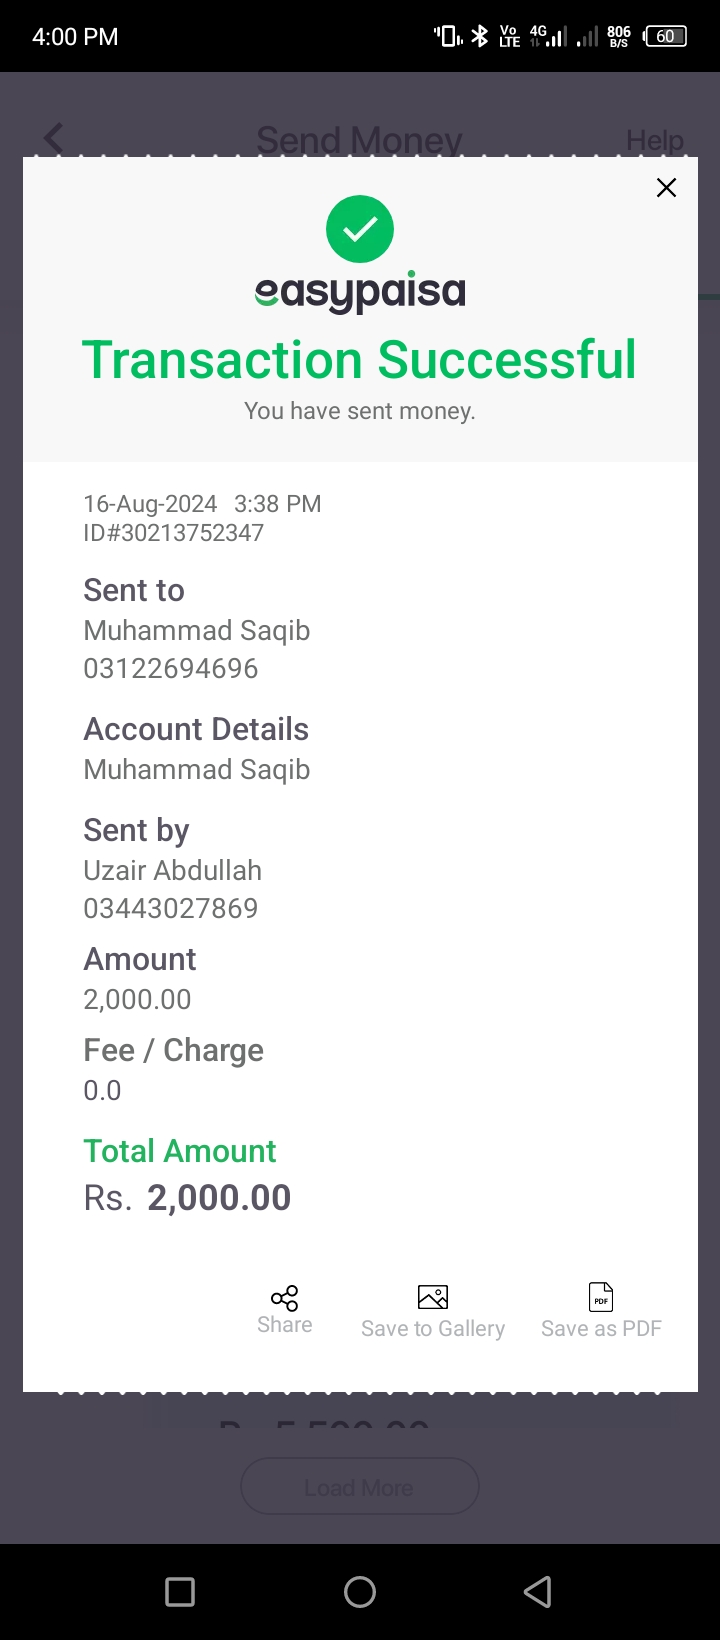 4:00 PM
Vo LTE 4G 806 B/S 60
Send Money Help
easypaisa
Transaction Successful
You have sent money.
16-Aug-2024 3:38 PM
ID#30213752347
Sent to
Muhammad Saqib
03122694696
Account Details
Muhammad Saqib
Sent by
Uzair Abdullah
03443027869
Amount
2,000.00
Fee / Charge
0.0
Total Amount
Rs. 2,000.00
PDF
Share Save to Gallery Save as PDF
Load More